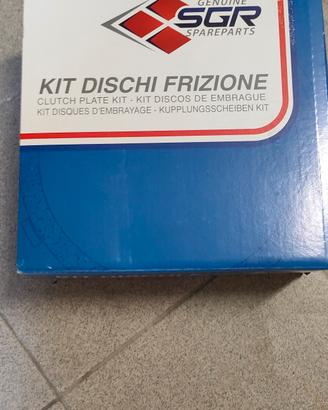 GENUINE
SGR
SPAREPARTS
KIT DISCHI FRIZIONE
CLUTCH PLATE KIT - KIT DISCOS DE EMBRAGUE
KIT DISQUES D'EMBRAYAGE - KUPPLUNGSSCHEIBEN KIT